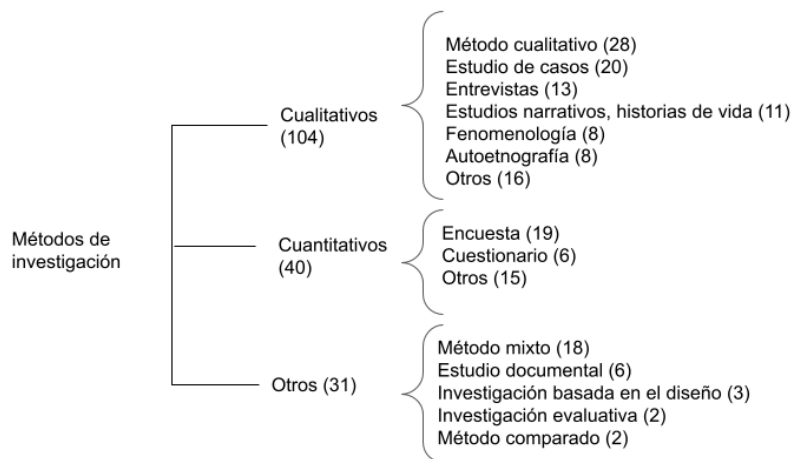 Métodos de
investigación
Cualitativos
(104)
Método cualitativo (28)
Estudio de casos (20)
Entrevistas (13)
Estudios narrativos, historias de vida (11)
Fenomenología (8)
Autoetnografía (8)
Otros (16)
Cuantitativos
(40)
Encuesta (19)
Cuestionario (6)
Otros (15)
Otros (31)
Método mixto (18)
Estudio documental (6)
Investigación basada en el diseño (3)
Investigación evaluativa (2)
Método comparado (2)